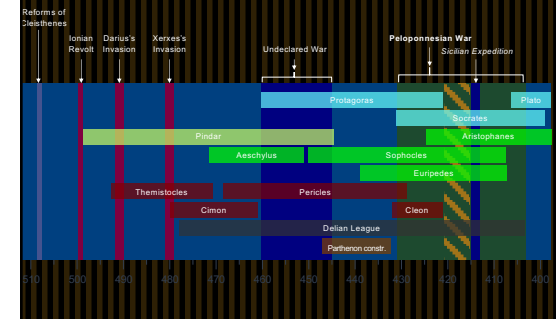 Reforms of
Cleisthenes
Ionian
Revolt
Darius's
Invasion
Xerxes's
Invasion
Undeclared War
Peloponnesian War
Sicilian Expedition
Protagoras
Plato
Socrates
Pindar
Aristophanes
Aeschylus
Sophocles
Euripedes
Themistocles
Pericles
Cimon
Cleon
Delian League
Parthenon constr.
510 500 490 480 470 460 450 440 430 420 410 400